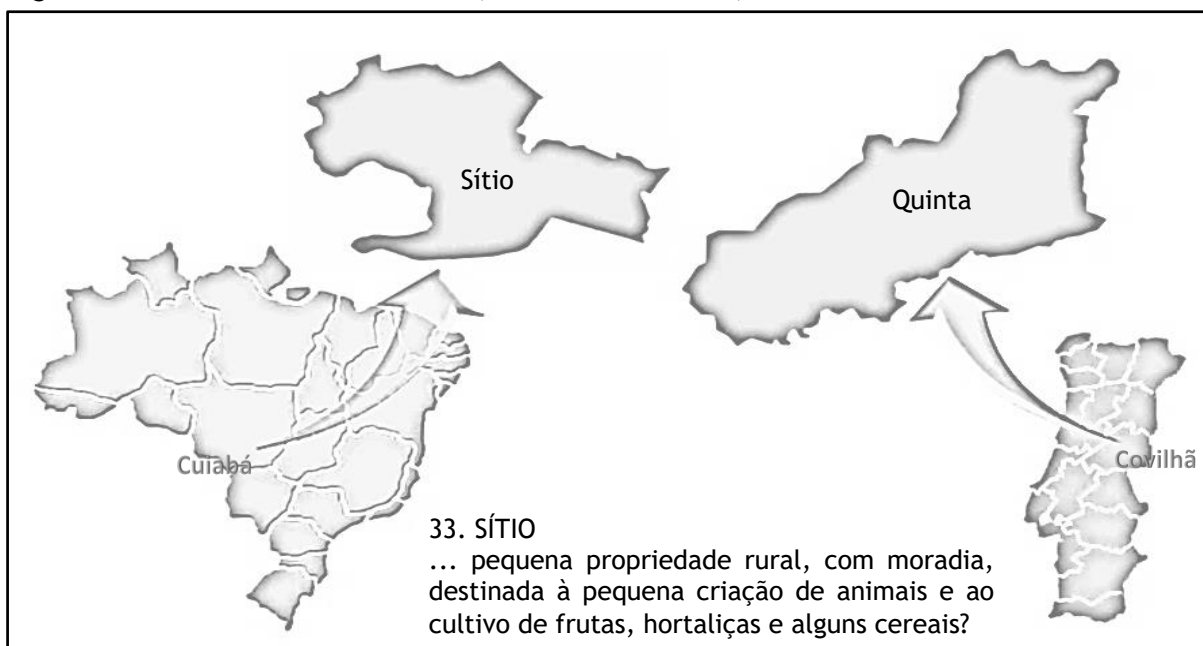 Sítio
Quinta
Cuiabá
Covilhã
33. SÍTIO
... pequena propriedade rural, com moradia,
destinada à pequena criação de animais e ao
cultivo de frutas, hortaliças e alguns cereais?